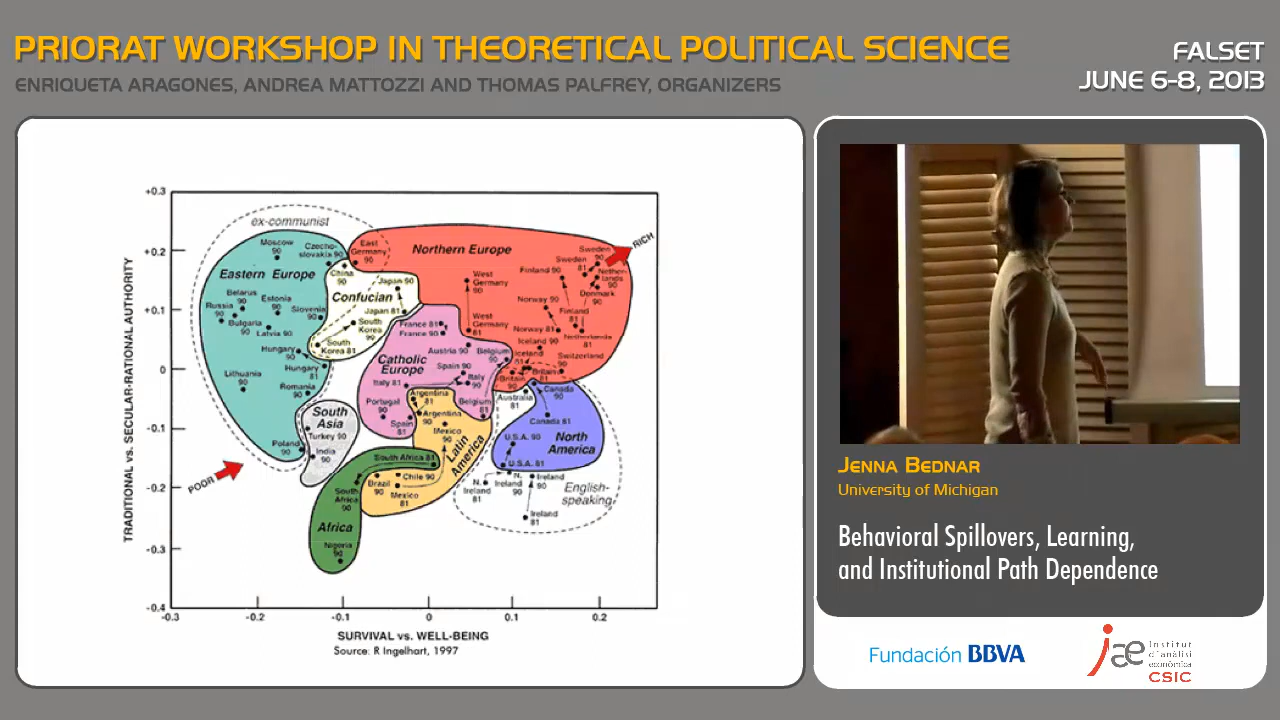 PRIORAT WORKSHOP IN THEORETICAL POLITICAL SCIENCE
ENRIQUETA ARAGONES, ANDREA MATTOZZI AND THOMAS PALFREY, ORGANIZERS
FALSET
JUNE 6-8, 2013
+0.3
+0.2
+0.1
0
-0.1
-0.2
-0.3
-0.4
TRADITIONAL vs. SECULAR-RATIONAL AUTHORITY
ex-communist
Moscow
90
Czecho-
slovakia 90
East
Germany
90
Northern Europe
Sweden
90
RICH
Eastern Europe
China
90
Japan 90
West
Germany
90
Finland 90
Sweden
81
Nether-
lands
90
Denmark
90
Belarus
90
Estonia
90
Russia
90
Slovenia
90
Confucian
Japan 81
Norway 90
Finland
81
Bulgaria
90
Latvia 90
South
Korea
90
France 81
France 90
West
Germany
81
Norway 81
Netherlands
81
Hungary
90
South
Korea 81
Austria 90
Belgium
90
Iceland 90
Iceland
81
Switzerland
90
Lithuania
90
Hungary
81
Catholic
Europe
Spain 90
Italy
90
Britain
90
Britain
81
Romania
90
Italy 81
Argentina
81
Australia
81
Canada
90
Portugal
90
Belgium
81
South
Asia
Spain
81
Argentina
90
Canada 81
Turkey 90
Mexico
90
Latin
America
U.S.A. 90
North
America
Poland
90
India
90
South Africa 81
U.S.A. 81
POOR
South
Africa
90
Brazil
90
Chile 90
Mexico
81
N.
Ireland
81
N.
Ireland
90
Ireland
90
English-
speaking
Ireland
81
Africa
Nigeria
90
-0.3
-0.2
-0.1
0
0.1
0.2
SURVIVAL vs. WELL-BEING
Source: R Ingelhart, 1997
JENNA BEDNAR
University of Michigan
Behavioral Spillovers, Learning,
and Institutional Path Dependence
Fundación BBVA
iae
Institut
d'anàlisi
econòmica
CSIC